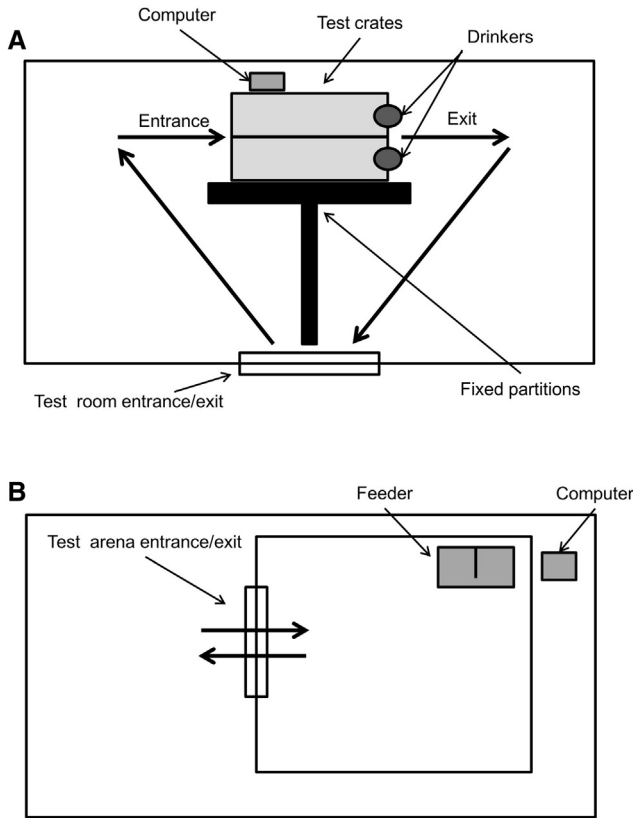 Computer
Test crates
Drinkers
A
Entrance
Exit
Fixed partitions
Test room entrance/exit
B
Feeder
Computer
Test arena entrance/exit